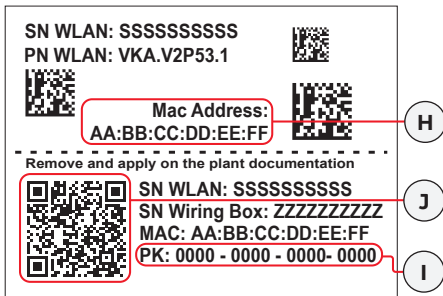 SN WLAN: SSSSSSSSSS
PN WLAN: VKA.V2P53.1
Mac Address:
AA:BB:CC:DD:EE:FF
H
Remove and apply on the plant documentation
SN WLAN: SSSSSSSSSS
SN Wiring Box: ZZZZZZZZZZ
MAC: AA:BB:CC:DD:EE:FF
PK: 0000 - 0000 - 0000- 0000
J
I